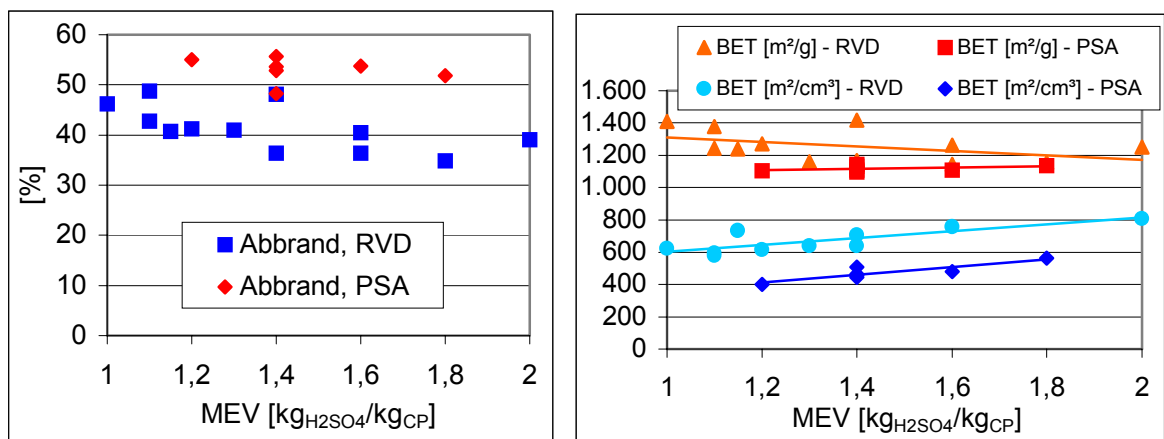 60
50
40
30
20
10
0
[%]
Abbrand, RVD
Abbrand, PSA
1 1,2 1,4 1,6 1,8 2
MEV [kgH2SO4/kgCP]
BET [m²/g] - RVD
BET [m²/g] - PSA
BET [m²/cm³] - RVD
BET [m²/cm³] - PSA
1.600
1.400
1.200
1.000
800
600
400
200
0
1 1,2 1,4 1,6 1,8 2
MEV [kgH2SO4/kgCP]